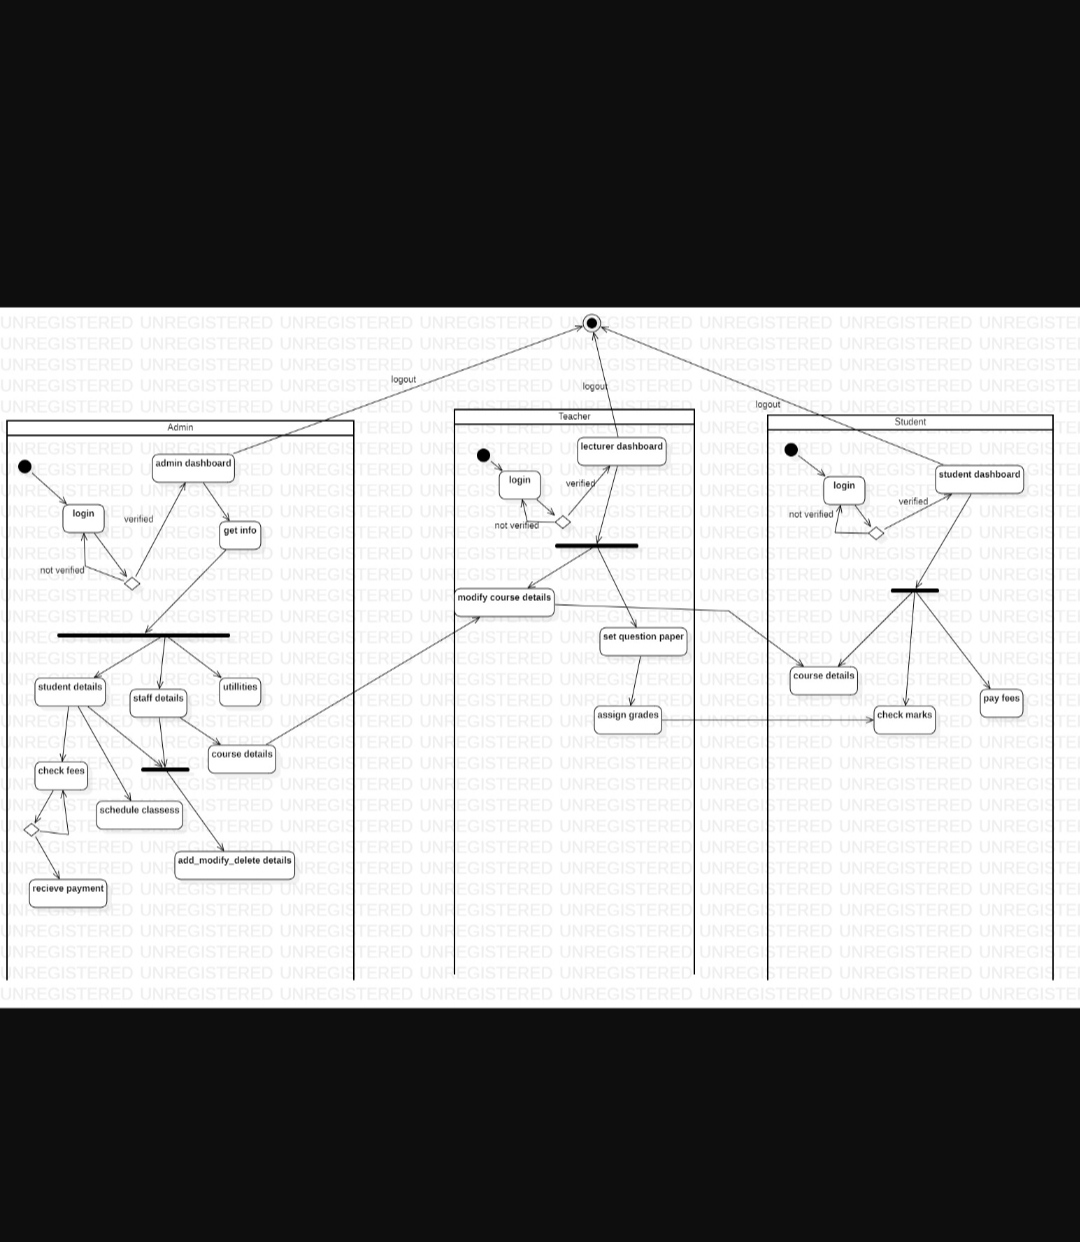 UNREGISTERED UNREGISTERED UNREGISTERED UNREGISTERED UNREGISTERED UNREGISTERED UNREGISTERED
logout
logout
logout
Admin
admin dashboard
login
verified
get info
not verified
student details
staff details
utillities
course details
check fees
schedule classess
add_modify_delete details
recieve payment
Teacher
lecturer dashboard
login
verified
not verified
modify course details
set question paper
assign grades
Student
student dashboard
login
verified
not verified
course details
check marks
pay fees